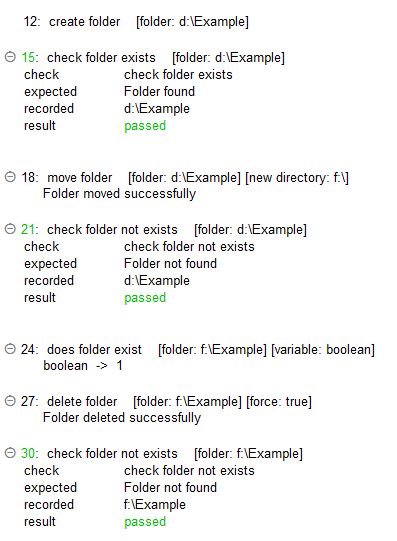 12: create folder [folder: d:\Example]
15: check folder exists [folder: d:\Example]
check check folder exists
expected Folder found
recorded d:\Example
result passed
18: move folder [folder: d:\Example] [new directory: f:\]
Folder moved successfully
21: check folder not exists [folder: d:\Example]
check check folder not exists
expected Folder not found
recorded d:\Example
result passed
24: does folder exist [folder: f:\Example] [variable: boolean]
boolean -> 1
27: delete folder [folder: f:\Example] [force: true]
Folder deleted successfully
30: check folder not exists [folder: f:\Example]
check check folder not exists
expected Folder not found
recorded f:\Example
result passed